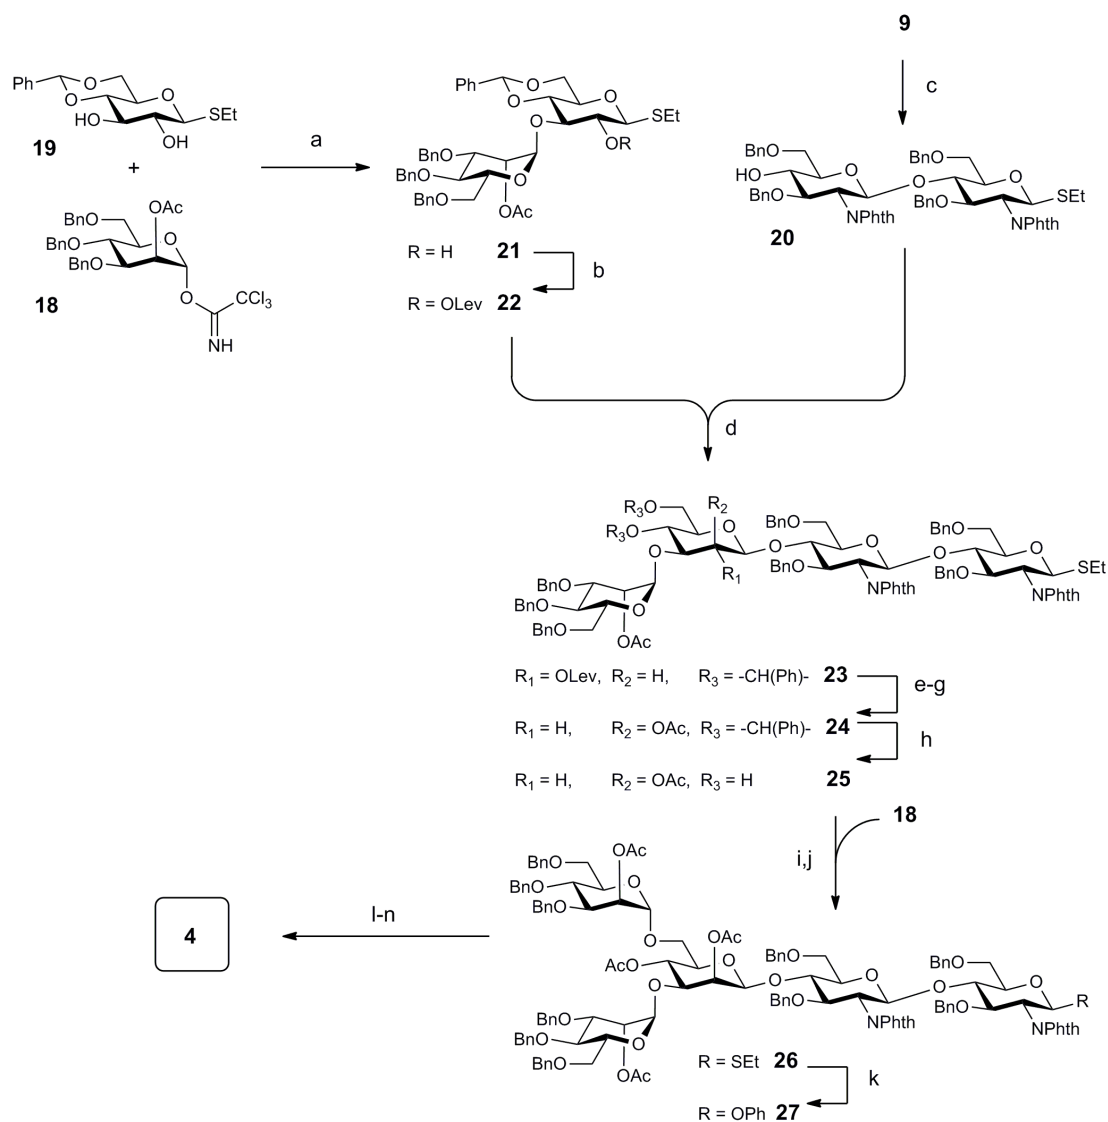 9
c
Ph
O
O
O
SEt
HO
OH
19
+
a
Ph
O
O
O
SEt
O
OR
BnO
BnO
BnO
O
OAc
BnO
HO
BnO
O
NPhth
O
BnO
BnO
O
SEt
NPhth
20
BnO
BnO
BnO
OAc
O
O
CCl3
NH
18
R = H 21
b
R = OLev 22
d
R3O
R3O
R2
O
R1
O
O
BnO
BnO
O
NPhth
O
BnO
BnO
O
SEt
NPhth
BnO
BnO
BnO
O
OAc
R1 = OLev, R2 = H, R3 = -CH(Ph)- 23
e-g
R1 = H, R2 = OAc, R3 = -CH(Ph)- 24
h
R1 = H, R2 = OAc, R3 = H 25
18
i,j
BnO
BnO
BnO
OAc
O
O
AcO
OAc
O
O
O
BnO
BnO
O
NPhth
O
BnO
BnO
O
R
NPhth
BnO
BnO
BnO
O
OAc
4
l-n
R = SEt 26
k
R = OPh 27